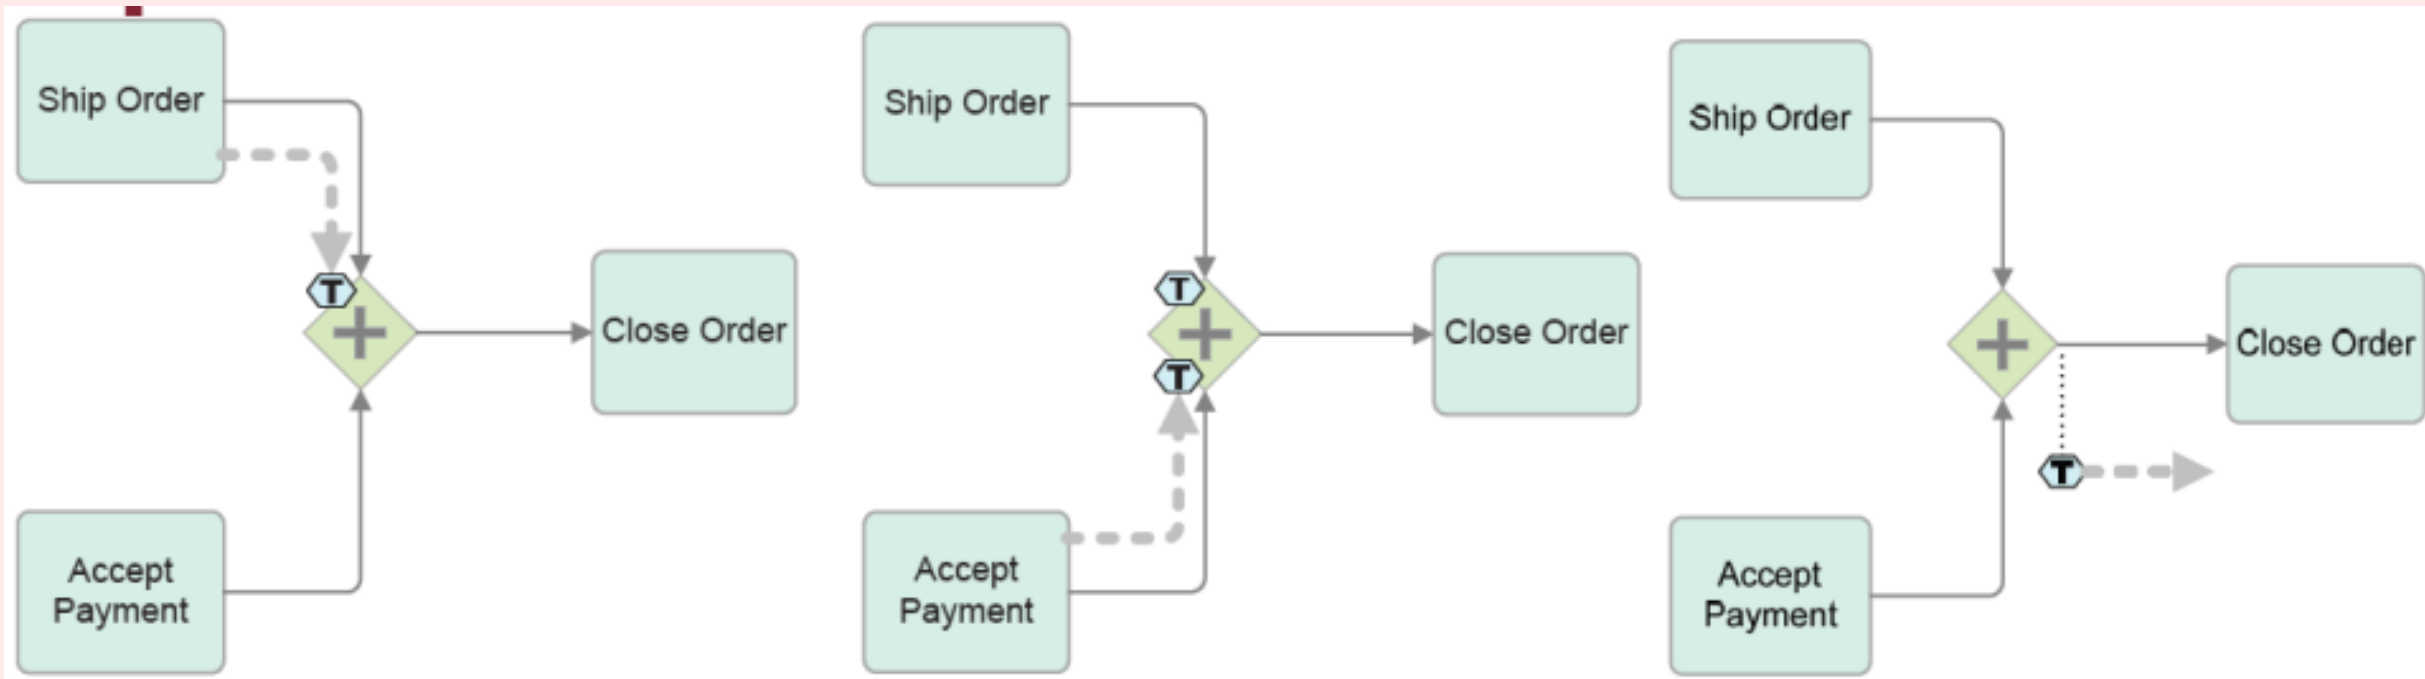 Ship Order
T
Close Order
Accept
Payment
Ship Order
T
T
Close Order
Accept
Payment
Ship Order
Close Order
T
Accept
Payment